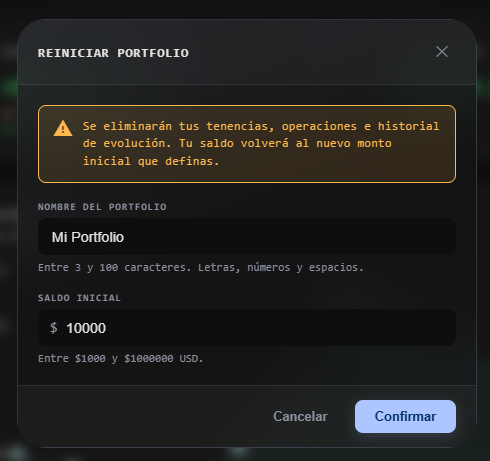 REINICIAR PORTFOLIO
Se eliminarán tus tenencias, operaciones e historial
de evolución. Tu saldo volverá al nuevo monto
inicial que definas.
NOMBRE DEL PORTFOLIO
Mi Portfolio
Entre 3 y 100 caracteres. Letras, números y espacios.
SALDO INICIAL
$ 10000
Entre $1000 y $1000000 USD.
Cancelar Confirmar